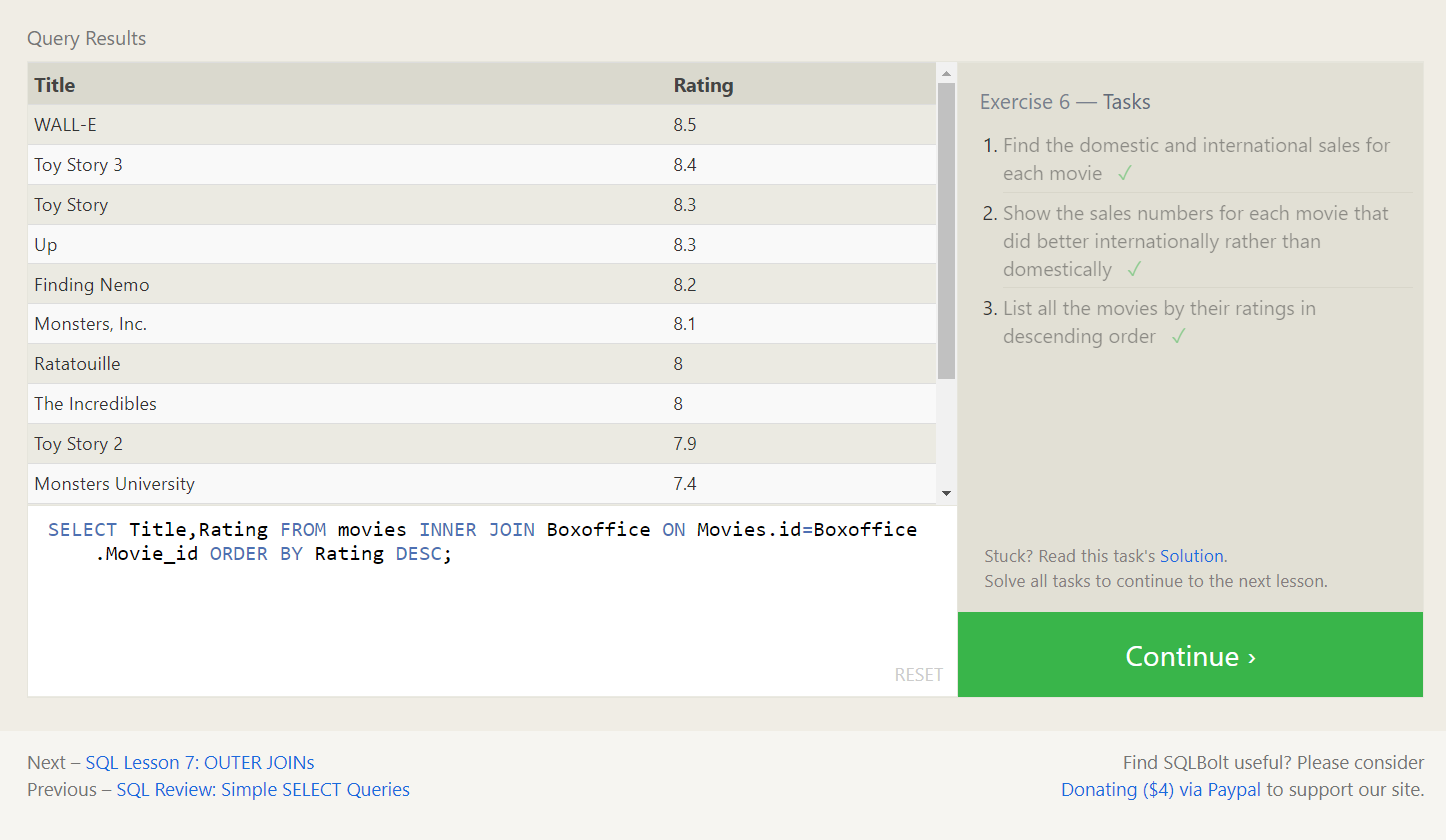 Query Results
Title Rating
WALL-E 8.5
Toy Story 3 8.4
Toy Story 8.3
Up 8.3
Finding Nemo 8.2
Monsters, Inc. 8.1
Ratatouille 8
The Incredibles 8
Toy Story 2 7.9
Monsters University 7.4
SELECT Title,Rating FROM movies INNER JOIN Boxoffice ON Movies.id=Boxoffice
.Movie_id ORDER BY Rating DESC;
RESET
Exercise 6 — Tasks
1. Find the domestic and international sales for
each movie ✓
2. Show the sales numbers for each movie that
did better internationally rather than
domestically ✓
3. List all the movies by their ratings in
descending order ✓
Stuck? Read this task's Solution.
Solve all tasks to continue to the next lesson.
Continue ›
Next – SQL Lesson 7: OUTER JOINs
Previous – SQL Review: Simple SELECT Queries
Find SQLBolt useful? Please consider
Donating ($4) via Paypal to support our site.